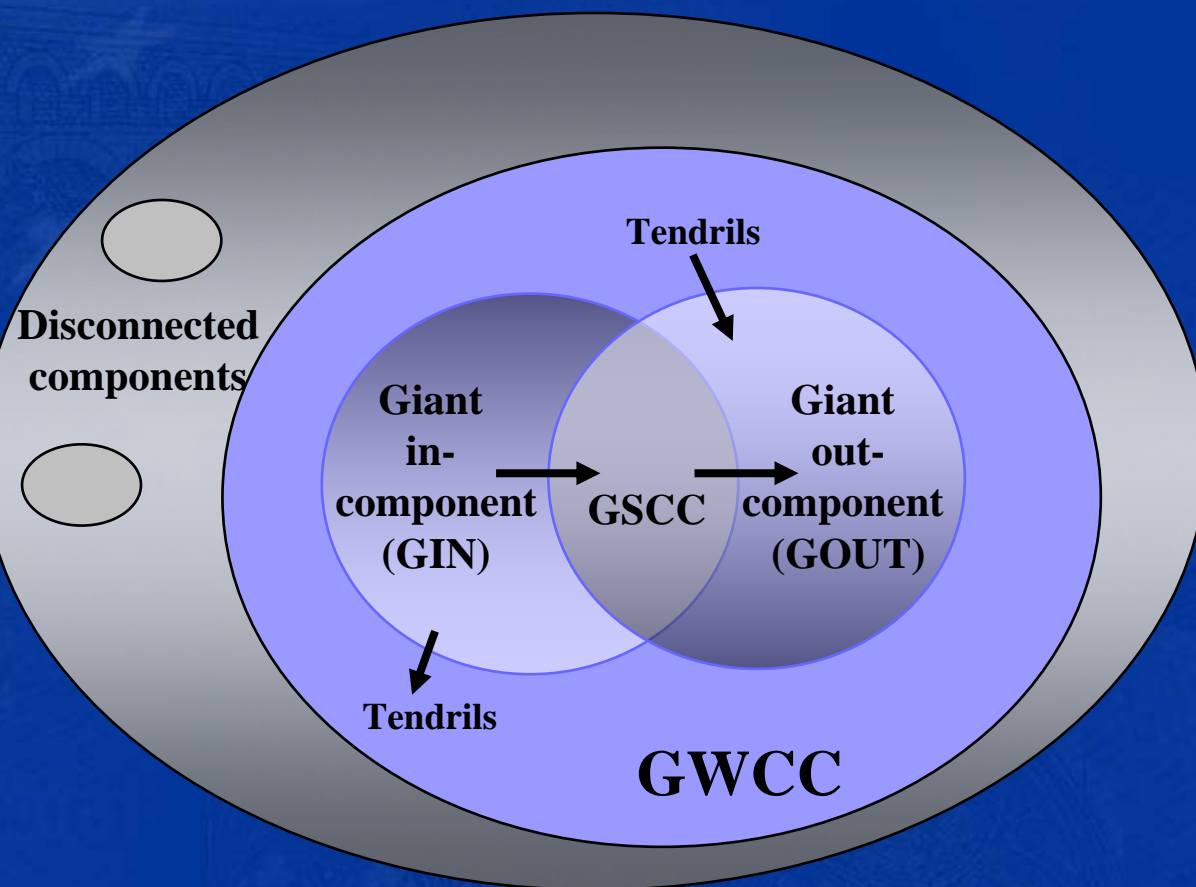 Tendrils
Disconnected
components
Giant
in-
component
(GIN)
GSCC
Giant
out-
component
(GOUT)
Tendrils
GWCC